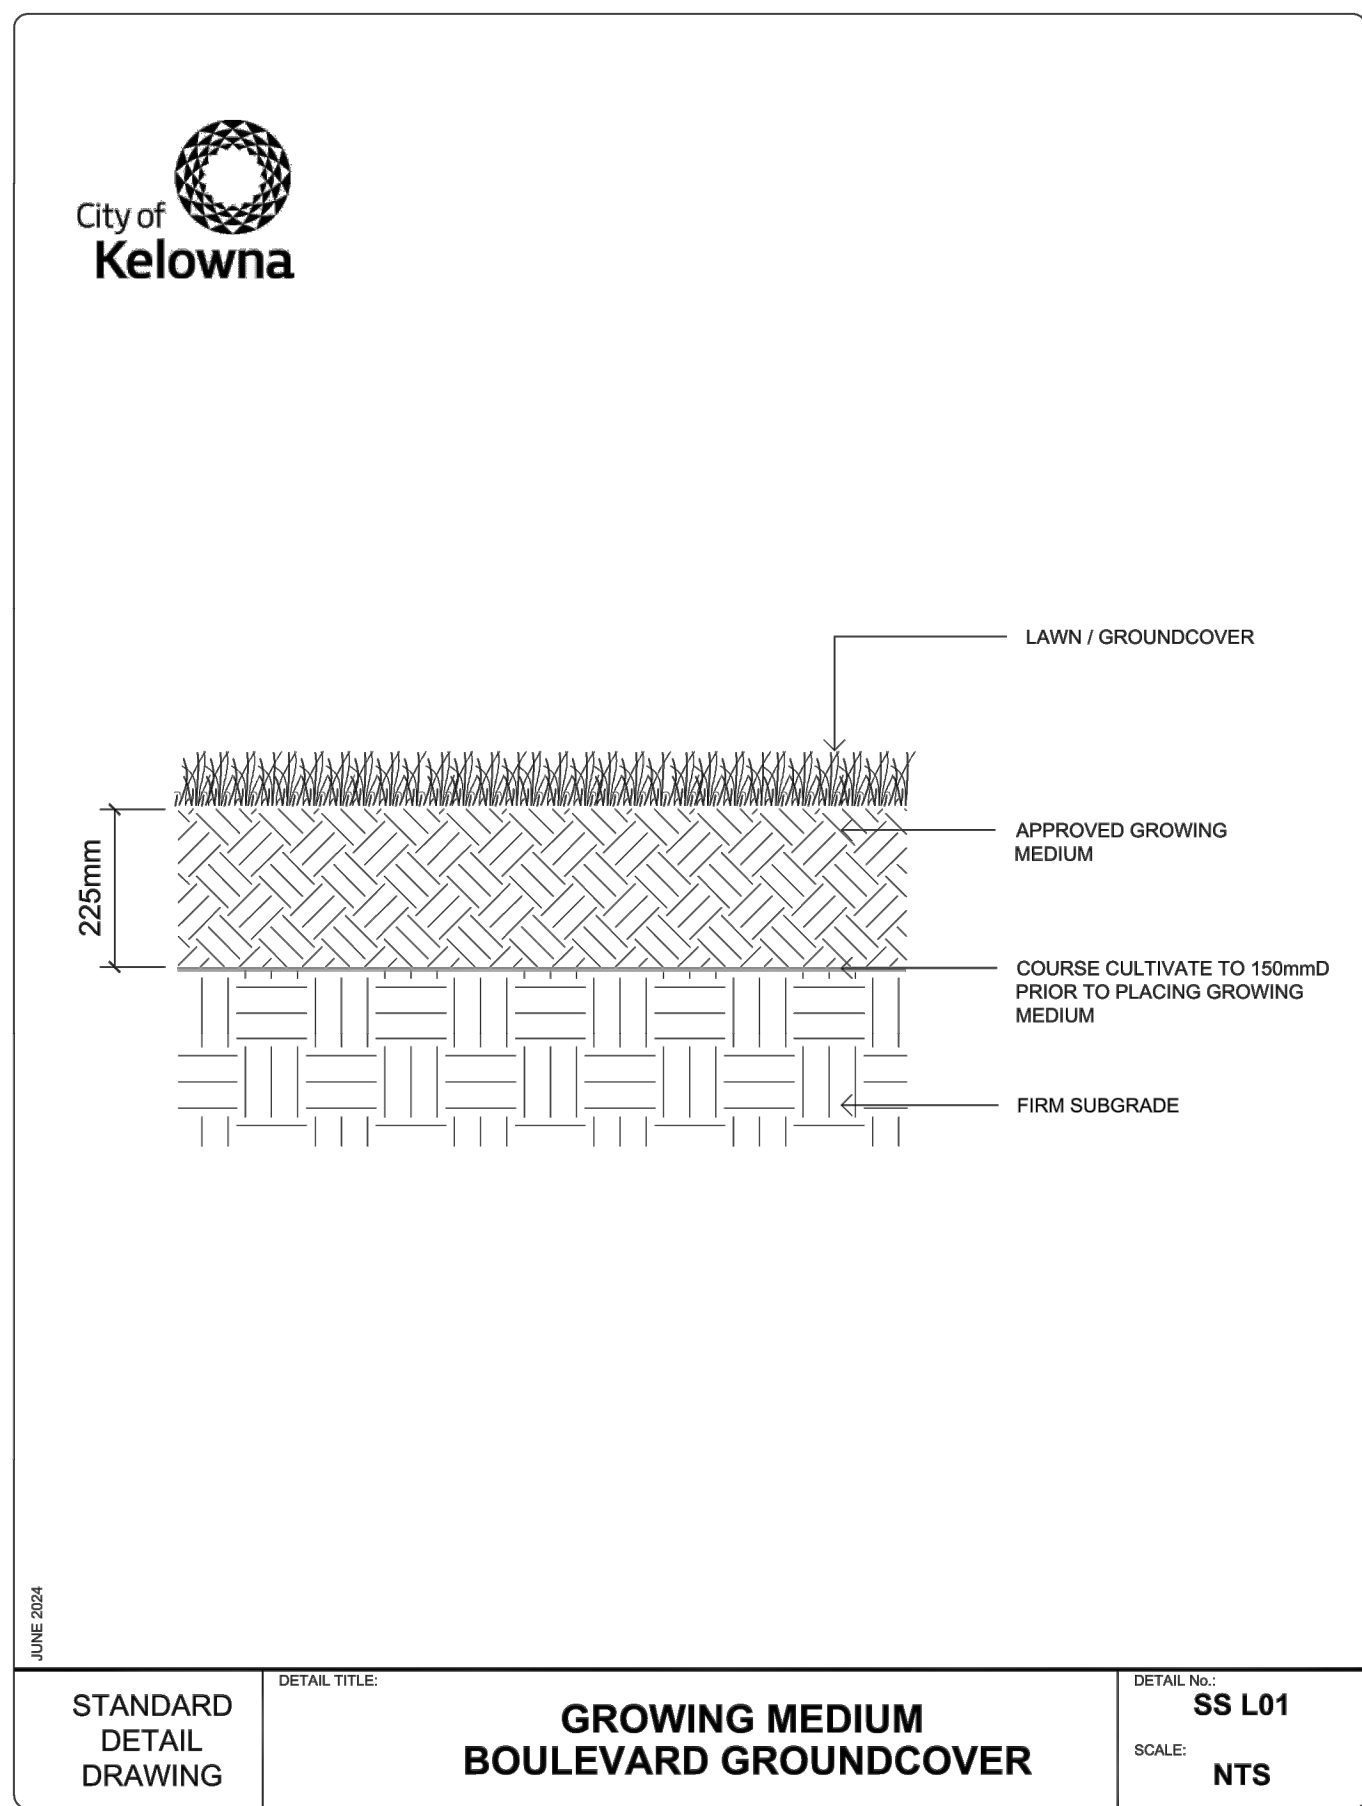 City of
Kelowna
LAWN / GROUNDCOVER
225mm
APPROVED GROWING
MEDIUM
COURSE CULTIVATE TO 150mmD
PRIOR TO PLACING GROWING
MEDIUM
FIRM SUBGRADE
JUNE 2024
STANDARD
DETAIL
DRAWING
DETAIL TITLE:
GROWING MEDIUM
BOULEVARD GROUNDCOVER
DETAIL No.:
SS L01
SCALE:
NTS